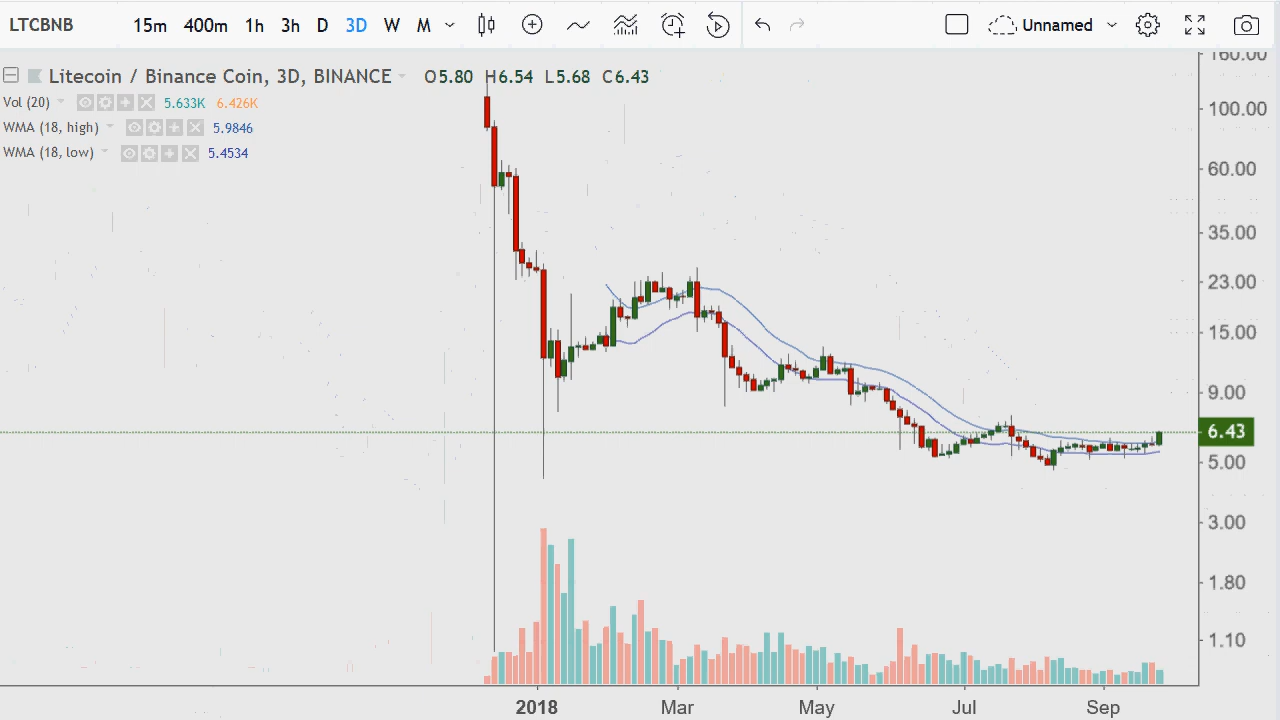 LTCBNB 15m 400m 1h 3h D 3D W M Unnamed
Litecoin / Binance Coin, 3D, BINANCE O5.80 H6.54 L5.68 C6.43
Vol (20) 5.633K 6.426K
WMA (18, high) 5.9846
WMA (18, low) 5.4534
160.00
100.00
60.00
35.00
23.00
15.00
9.00
6.43
5.00
3.00
1.80
1.10
2018 Mar May Jul Sep